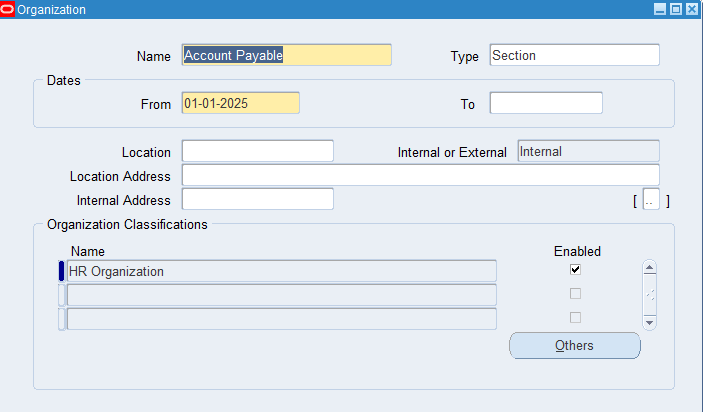 Organization
Name Account Payable Type Section
Dates
From 01-01-2025 To
Location Internal or External Internal
Location Address
Internal Address [ .. ]
Organization Classifications
Name Enabled
HR Organization
Others